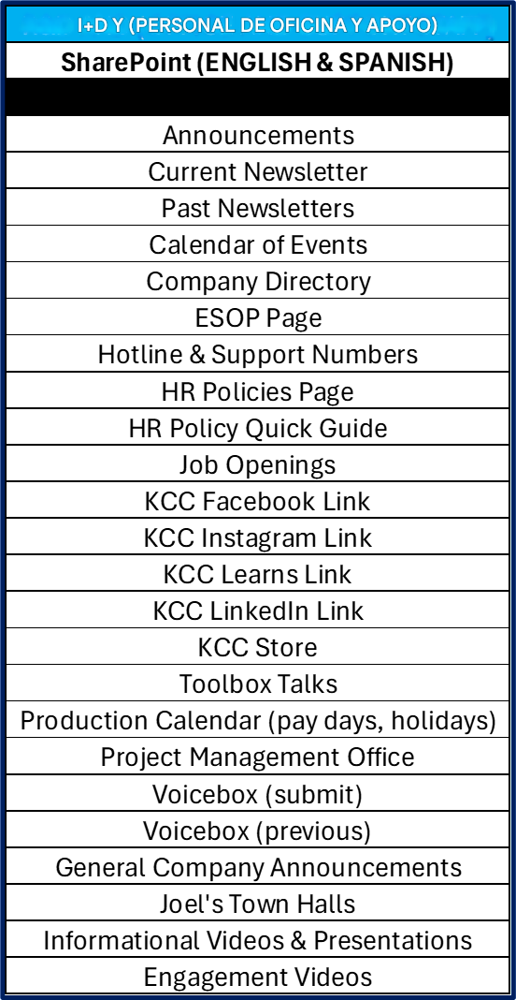 I+D Y (PERSONAL DE OFICINA Y APOYO)
SharePoint (ENGLISH & SPANISH)
Announcements
Current Newsletter
Past Newsletters
Calendar of Events
Company Directory
ESOP Page
Hotline & Support Numbers
HR Policies Page
HR Policy Quick Guide
Job Openings
KCC Facebook Link
KCC Instagram Link
KCC Learns Link
KCC LinkedIn Link
KCC Store
Toolbox Talks
Production Calendar (pay days, holidays)
Project Management Office
Voicebox (submit)
Voicebox (previous)
General Company Announcements
Joel's Town Halls
Informational Videos & Presentations
Engagement Videos